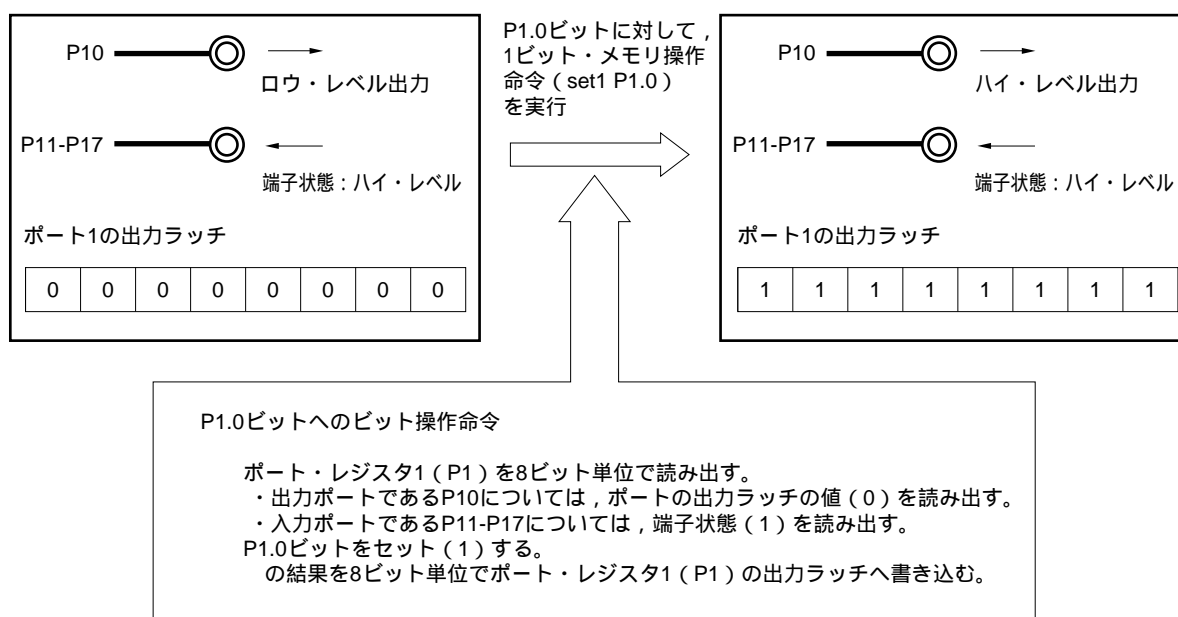 P10
ロウ・レベル出力
P11-P17
端子状態：ハイ・レベル
ポート1の出力ラッチ
0 0 0 0 0 0 0 0
P1.0ビットに対して，
1ビット・メモリ操作
命令（set1 P1.0）
を実行
P10
ハイ・レベル出力
P11-P17
端子状態：ハイ・レベル
ポート1の出力ラッチ
1 1 1 1 1 1 1 1
P1.0ビットへのビット操作命令
ポート・レジスタ1（P1）を8ビット単位で読み出す。
・出力ポートであるP10については，ポートの出力ラッチの値（0）を読み出す。
・入力ポートであるP11-P17については，端子状態（1）を読み出す。
P1.0ビットをセット（1）する。
の結果を8ビット単位でポート・レジスタ1（P1）の出力ラッチへ書き込む。